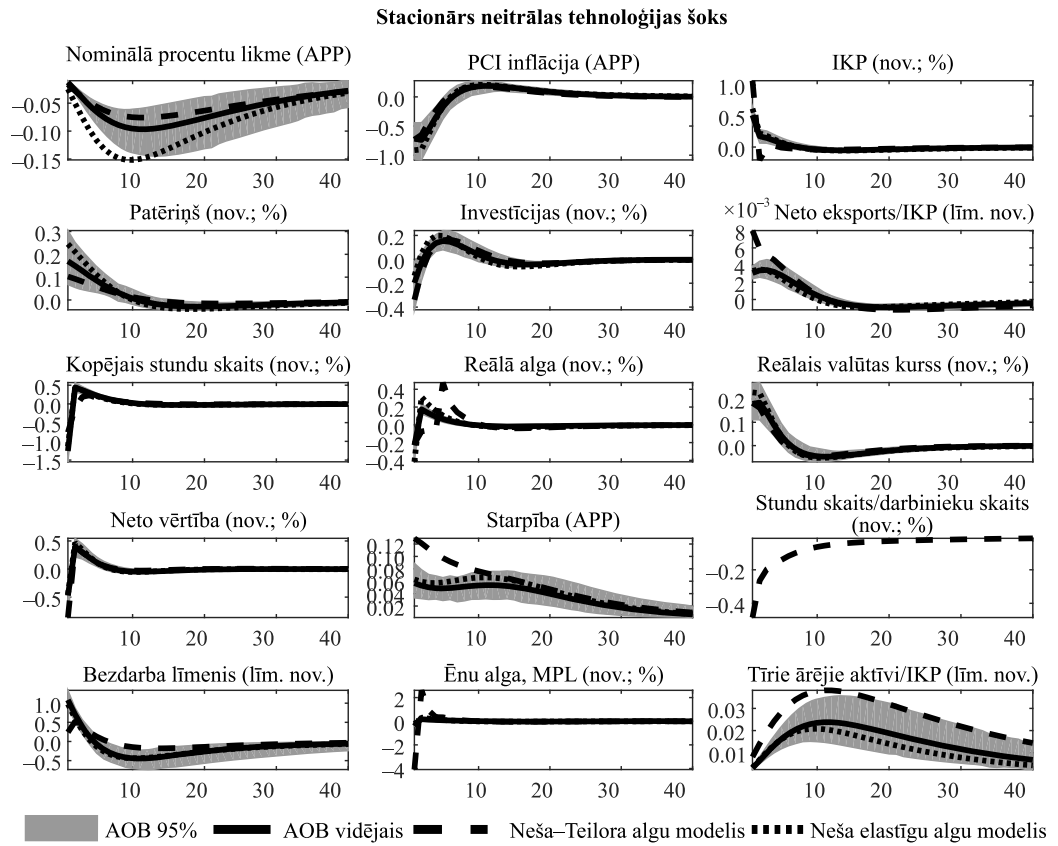 Stacionārs neitrālas tehnoloģijas šoks
Nominālā procentu likme (APP)
−0.05
−0.10
−0.15
10 20 30 40
PCI inflācija (APP)
0.0
−0.5
−1.0
10 20 30 40
IKP (nov.; %)
1.0
0.5
0.0
10 20 30 40
Patēriņš (nov.; %)
0.3
0.2
0.1
0.0
10 20 30 40
Investīcijas (nov.; %)
0.2
0.0
−0.2
−0.4
10 20 30 40
Neto eksports/IKP (līm. nov.)
×10⁻³
8
6
4
2
0
10 20 30 40
Kopējais stundu skaits (nov.; %)
0.5
0.0
−0.5
−1.0
−1.5
10 20 30 40
Reālā alga (nov.; %)
0.4
0.2
0.0
−0.2
−0.4
10 20 30 40
Reālais valūtas kurss (nov.; %)
0.2
0.1
0.0
10 20 30 40
Neto vērtība (nov.; %)
0.5
0.0
−0.5
10 20 30 40
Starpība (APP)
0.12
0.10
0.08
0.06
0.04
0.02
10 20 30 40
Stundu skaits/darbinieku skaits
(nov.; %)
−0.2
−0.4
10 20 30 40
Bezdarba līmenis (līm. nov.)
1.0
0.5
0.0
−0.5
10 20 30 40
Ēnu alga, MPL (nov.; %)
2
0
−2
−4
10 20 30 40
Tīrie ārējie aktīvi/IKP (līm. nov.)
0.03
0.02
0.01
10 20 30 40
AOB 95% AOB vidējais Neša–Teilora algu modelis Neša elastīgu algu modelis